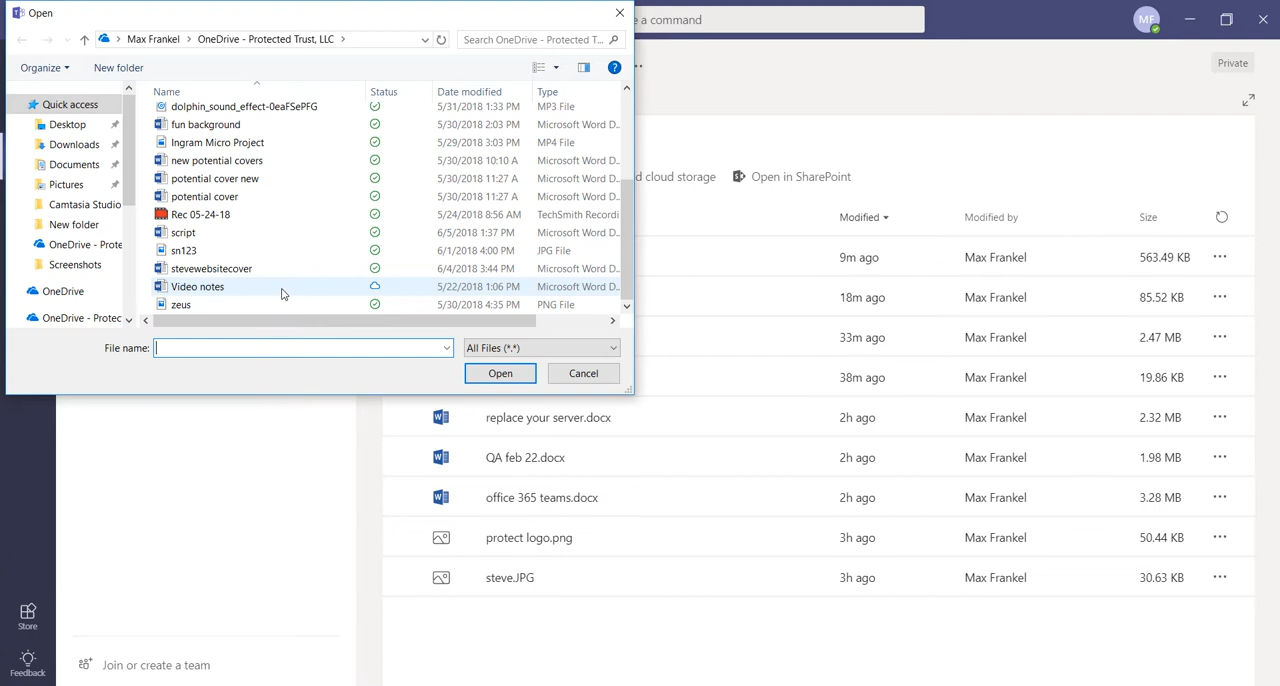 Open
e a command
MF
Max Frankel > OneDrive - Protected Trust, LLC >
Search OneDrive - Protected T...
Organize
New folder
?
Private
Name Status Date modified Type
Quick access
Desktop
Downloads
Documents
Pictures
Camtasia Studio
New folder
OneDrive - Prote
Screenshots
OneDrive
OneDrive - Protec
dolphin_sound_effect-0eaFSePFG 5/31/2018 1:33 PM MP3 File
fun background 5/30/2018 2:03 PM Microsoft Word D...
Ingram Micro Project 5/29/2018 3:03 PM MP4 File
new potential covers 5/30/2018 10:10 A Microsoft Word D...
potential cover new 5/30/2018 11:27 A Microsoft Word D...
potential cover 5/30/2018 11:27 A Microsoft Word D...
Rec 05-24-18 5/24/2018 8:56 AM TechSmith Recordi
script 6/5/2018 1:37 PM Microsoft Word D...
sn123 6/1/2018 4:00 PM JPG File
stevewebsitecover 6/4/2018 3:44 PM Microsoft Word D...
Video notes 5/22/2018 1:06 PM Microsoft Word D...
zeus 5/30/2018 4:35 PM PNG File
File name:
All Files (*.*)
Open
Cancel
d cloud storage
Open in SharePoint
Modified Modified by Size
9m ago Max Frankel 563.49 KB
18m ago Max Frankel 85.52 KB
33m ago Max Frankel 2.47 MB
38m ago Max Frankel 19.86 KB
replace your server.docx 2h ago Max Frankel 2.32 MB
QA feb 22.docx 2h ago Max Frankel 1.98 MB
office 365 teams.docx 2h ago Max Frankel 3.28 MB
protect logo.png 3h ago Max Frankel 50.44 KB
steve.JPG 3h ago Max Frankel 30.63 KB
Store
Feedback
Join or create a team